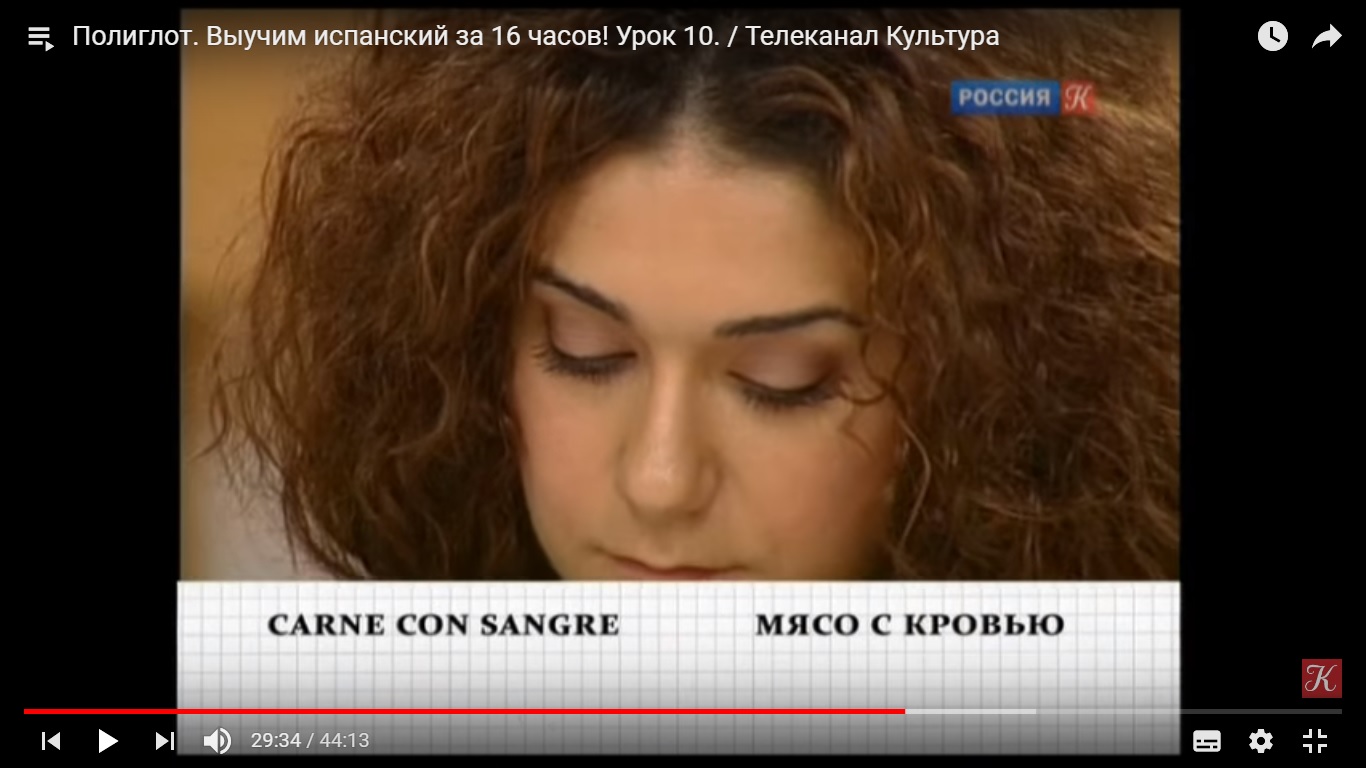 Полиглот. Выучим испанский за 16 часов! Урок 10. / Телеканал Культура
РОССИЯ К
CARNE CON SANGRE МЯСО С КРОВЬЮ
К
29:34 / 44:13